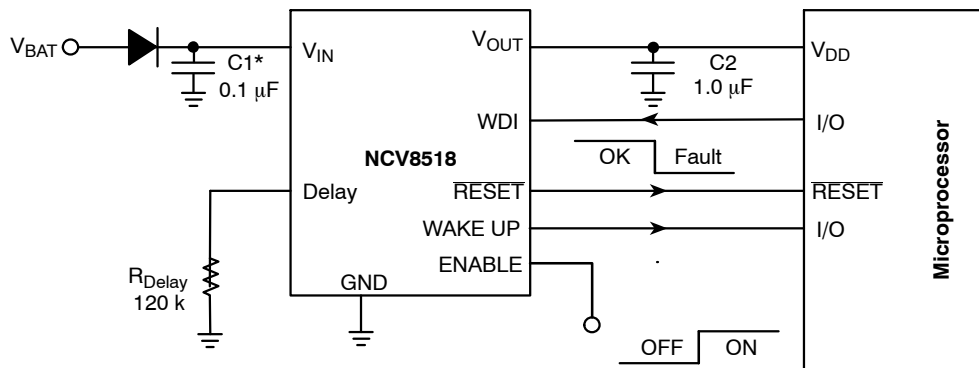 V_BAT
C1*
0.1 μF
V_IN
V_OUT
WDI
NCV8518
Delay
RESET
WAKE UP
ENABLE
GND
R_Delay
120 k
C2
1.0 μF
OK Fault
OFF ON
V_DD
I/O
RESET
I/O
Microprocessor